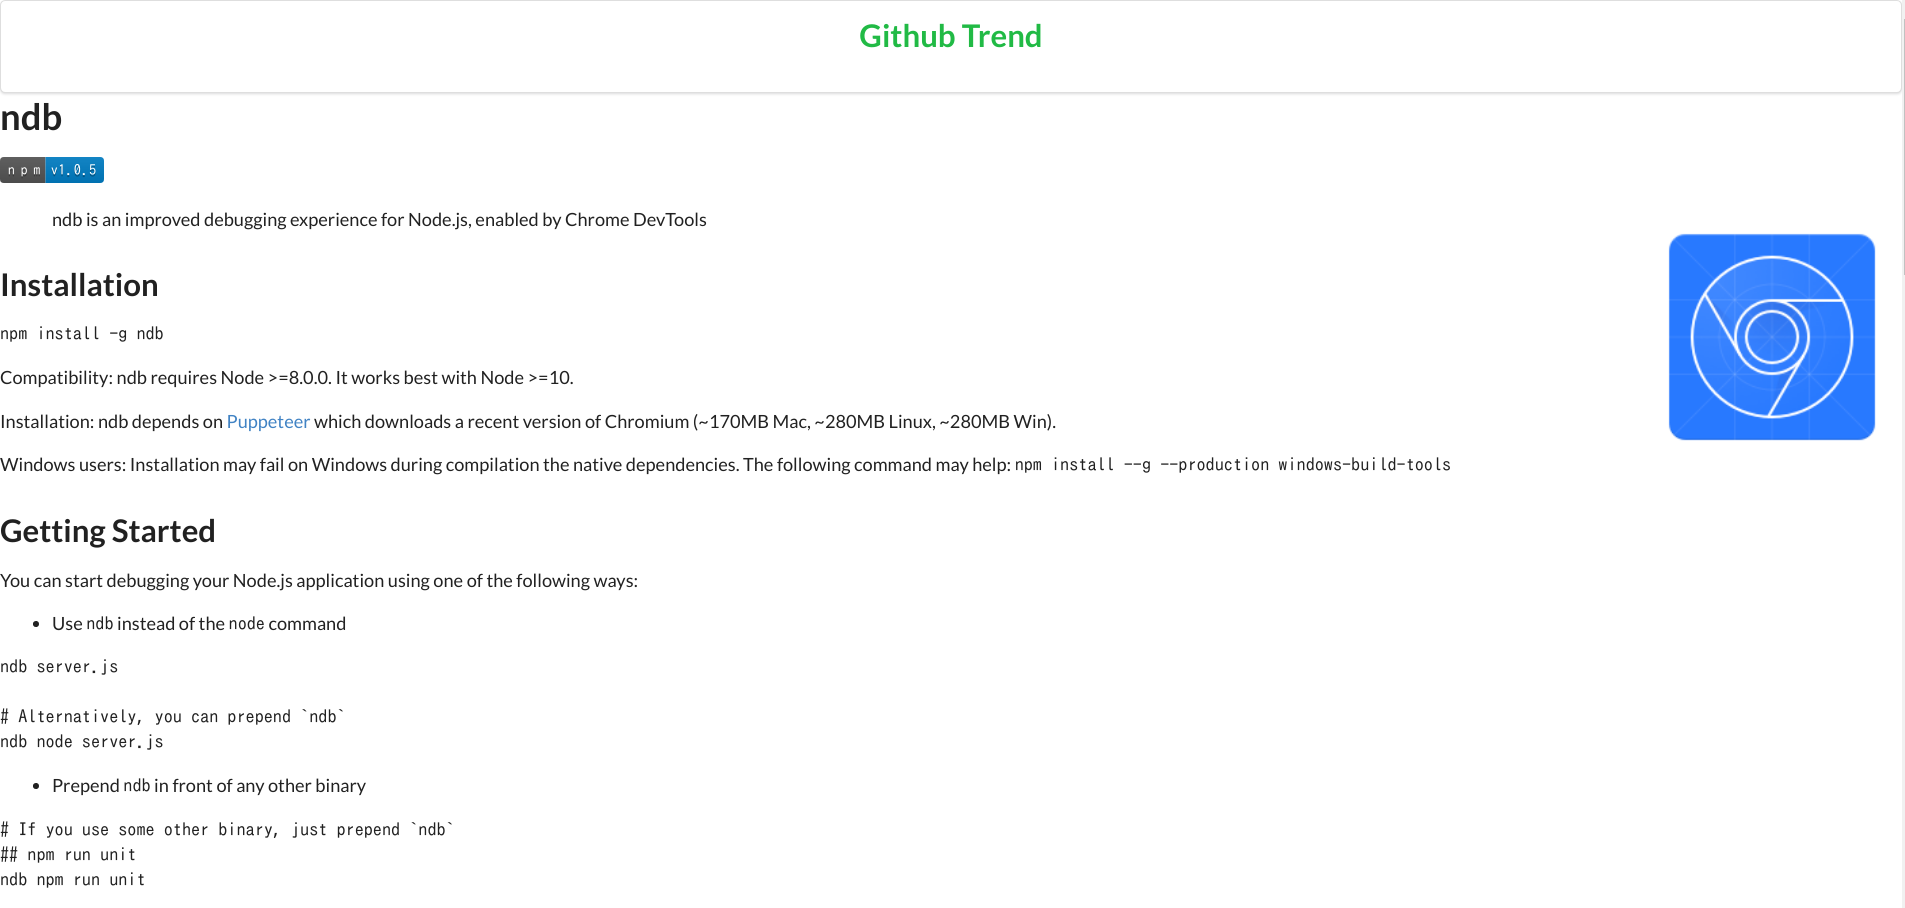 Github Trend
ndb
npm v1.0.5
ndb is an improved debugging experience for Node.js, enabled by Chrome DevTools
Installation
npm install -g ndb
Compatibility: ndb requires Node >=8.0.0. It works best with Node >=10.
Installation: ndb depends on Puppeteer which downloads a recent version of Chromium (~170MB Mac, ~280MB Linux, ~280MB Win).
Windows users: Installation may fail on Windows during compilation the native dependencies. The following command may help: npm install --g --production windows-build-tools
Getting Started
You can start debugging your Node.js application using one of the following ways:
• Use ndb instead of the node command
ndb server.js
# Alternatively, you can prepend `ndb`
ndb node server.js
• Prepend ndb in front of any other binary
# If you use some other binary, just prepend `ndb`
## npm run unit
ndb npm run unit